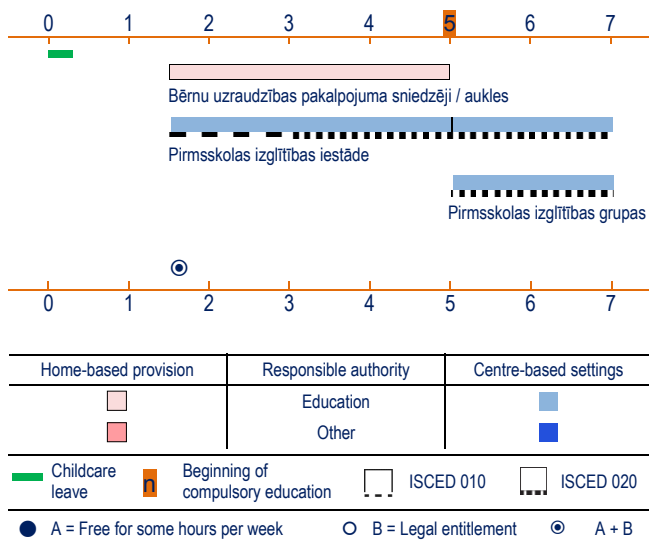 0 1 2 3 4 5 6 7
Bērnu uzraudzības pakalpojuma sniedzēji / aukles
Pirmsskolas izglītības iestāde
Pirmsskolas izglītības grupas
0 1 2 3 4 5 6 7
Home-based provision Responsible authority Centre-based settings
Education
Other
Childcare leave
n Beginning of compulsory education
ISCED 010
ISCED 020
A = Free for some hours per week B = Legal entitlement A + B